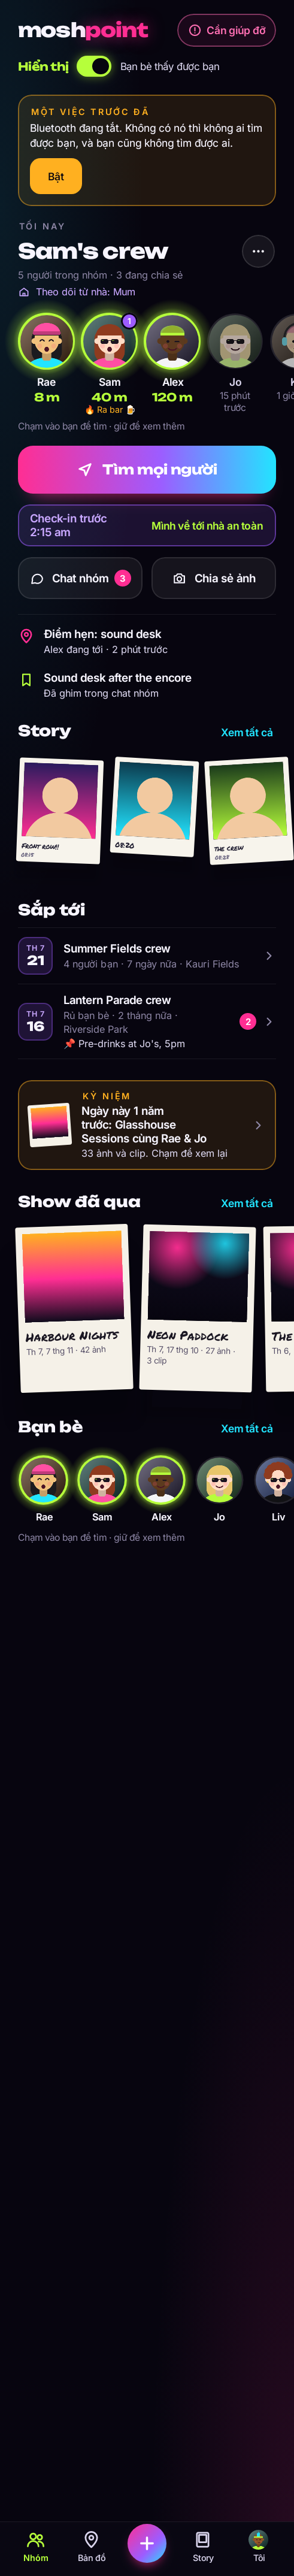 moshpoint
Cần giúp đỡ
Hiển thị
Bạn bè thấy được bạn
MỘT VIỆC TRƯỚC ĐÃ
Bluetooth đang tắt. Không có nó thì không ai tìm
được bạn, và bạn cũng không tìm được ai.
Bật
TỐI NAY
Sam's crew
5 người trong nhóm · 3 đang chia sẻ
Theo dõi từ nhà: Mum
1
Rae
Sam
Alex
Jo
8 m
40 m
120 m
15 phút
trước
🔥 Ra bar 🍺
Chạm vào bạn để tìm · giữ để xem thêm
Tìm mọi người
Check-in trước
2:15 am
Mình về tới nhà an toàn
Chat nhóm 3
Chia sẻ ảnh
Điểm hẹn: sound desk
Alex đang tới · 2 phút trước
Sound desk after the encore
Đã ghim trong chat nhóm
Story
Xem tất cả
Front row!!
08:15
08:20
The crew
08:28
Sắp tới
TH 7
21
Summer Fields crew
4 người bạn · 7 ngày nữa · Kauri Fields
TH 7
16
Lantern Parade crew
Rủ bạn bè · 2 tháng nữa ·
Riverside Park
📌 Pre-drinks at Jo's, 5pm
2
KỶ NIỆM
Ngày này 1 năm
trước: Glasshouse
Sessions cùng Rae & Jo
33 ảnh và clip. Chạm để xem lại
Show đã qua
Xem tất cả
Harbour Nights
Th 7, 7 thg 11 · 42 ảnh
Neon Paddock
Th 7, 17 thg 10 · 27 ảnh ·
3 clip
The
Th 6,
Bạn bè
Xem tất cả
Rae
Sam
Alex
Jo
Liv
Chạm vào bạn để tìm · giữ để xem thêm
Nhóm
Bản đồ
Story
Tôi